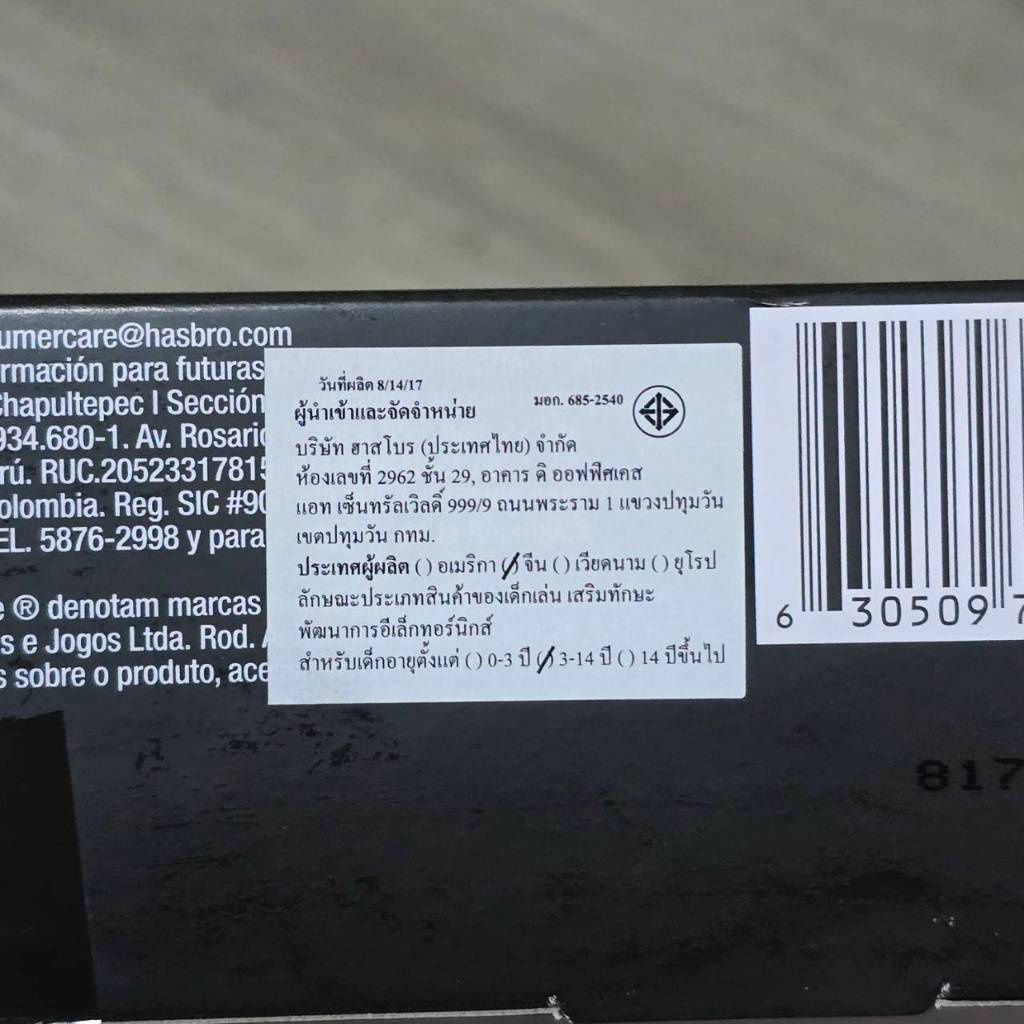 umercare@hasbro.com
rmación para futuras
Chapultepec I Sección
934.680-1. Av. Rosario
rú. RUC.20523317815
olombia. Reg. SIC #90
EL. 5876-2998 y para
e ® denotam marcas
s e Jogos Ltda. Rod.
s sobre o produto, ace
วันที่ผลิต 8/14/17
มอก. 685-2540
ผู้นำเข้าและจัดจำหน่าย
บริษัท ฮาสโบร (ประเทศไทย) จำกัด
ห้องเลขที่ 2962 ชั้น 29, อาคาร ดิ ออฟฟิศเคส
แอท เซ็นทรัลเวิลดิ์ 999/9 ถนนพระราม 1 แขวงปทุมวัน
เขตปทุมวัน กทม.
ประเทศผู้ผลิต ( ) อเมริกา (/) จีน ( ) เวียดนาม ( ) ยุโรป
ลักษณะประเภทสินค้าของเด็กเล่น เสริมทักษะ
พัฒนาการอีเล็กทอร์นิกส์
สำหรับเด็กอายุตั้งแต่ ( ) 0-3 ปี (/) 3-14 ปี ( ) 14 ปีขึ้นไป
6 30509 7
817